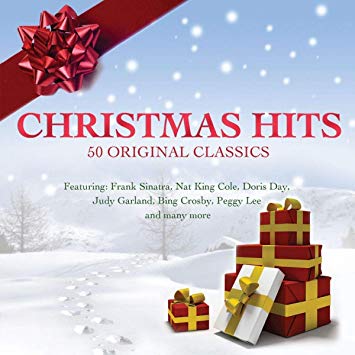 CHRISTMAS HITS
50 ORIGINAL CLASSICS
Featuring: Frank Sinatra, Nat King Cole, Doris Day,
Judy Garland, Bing Crosby, Peggy Lee
and many more